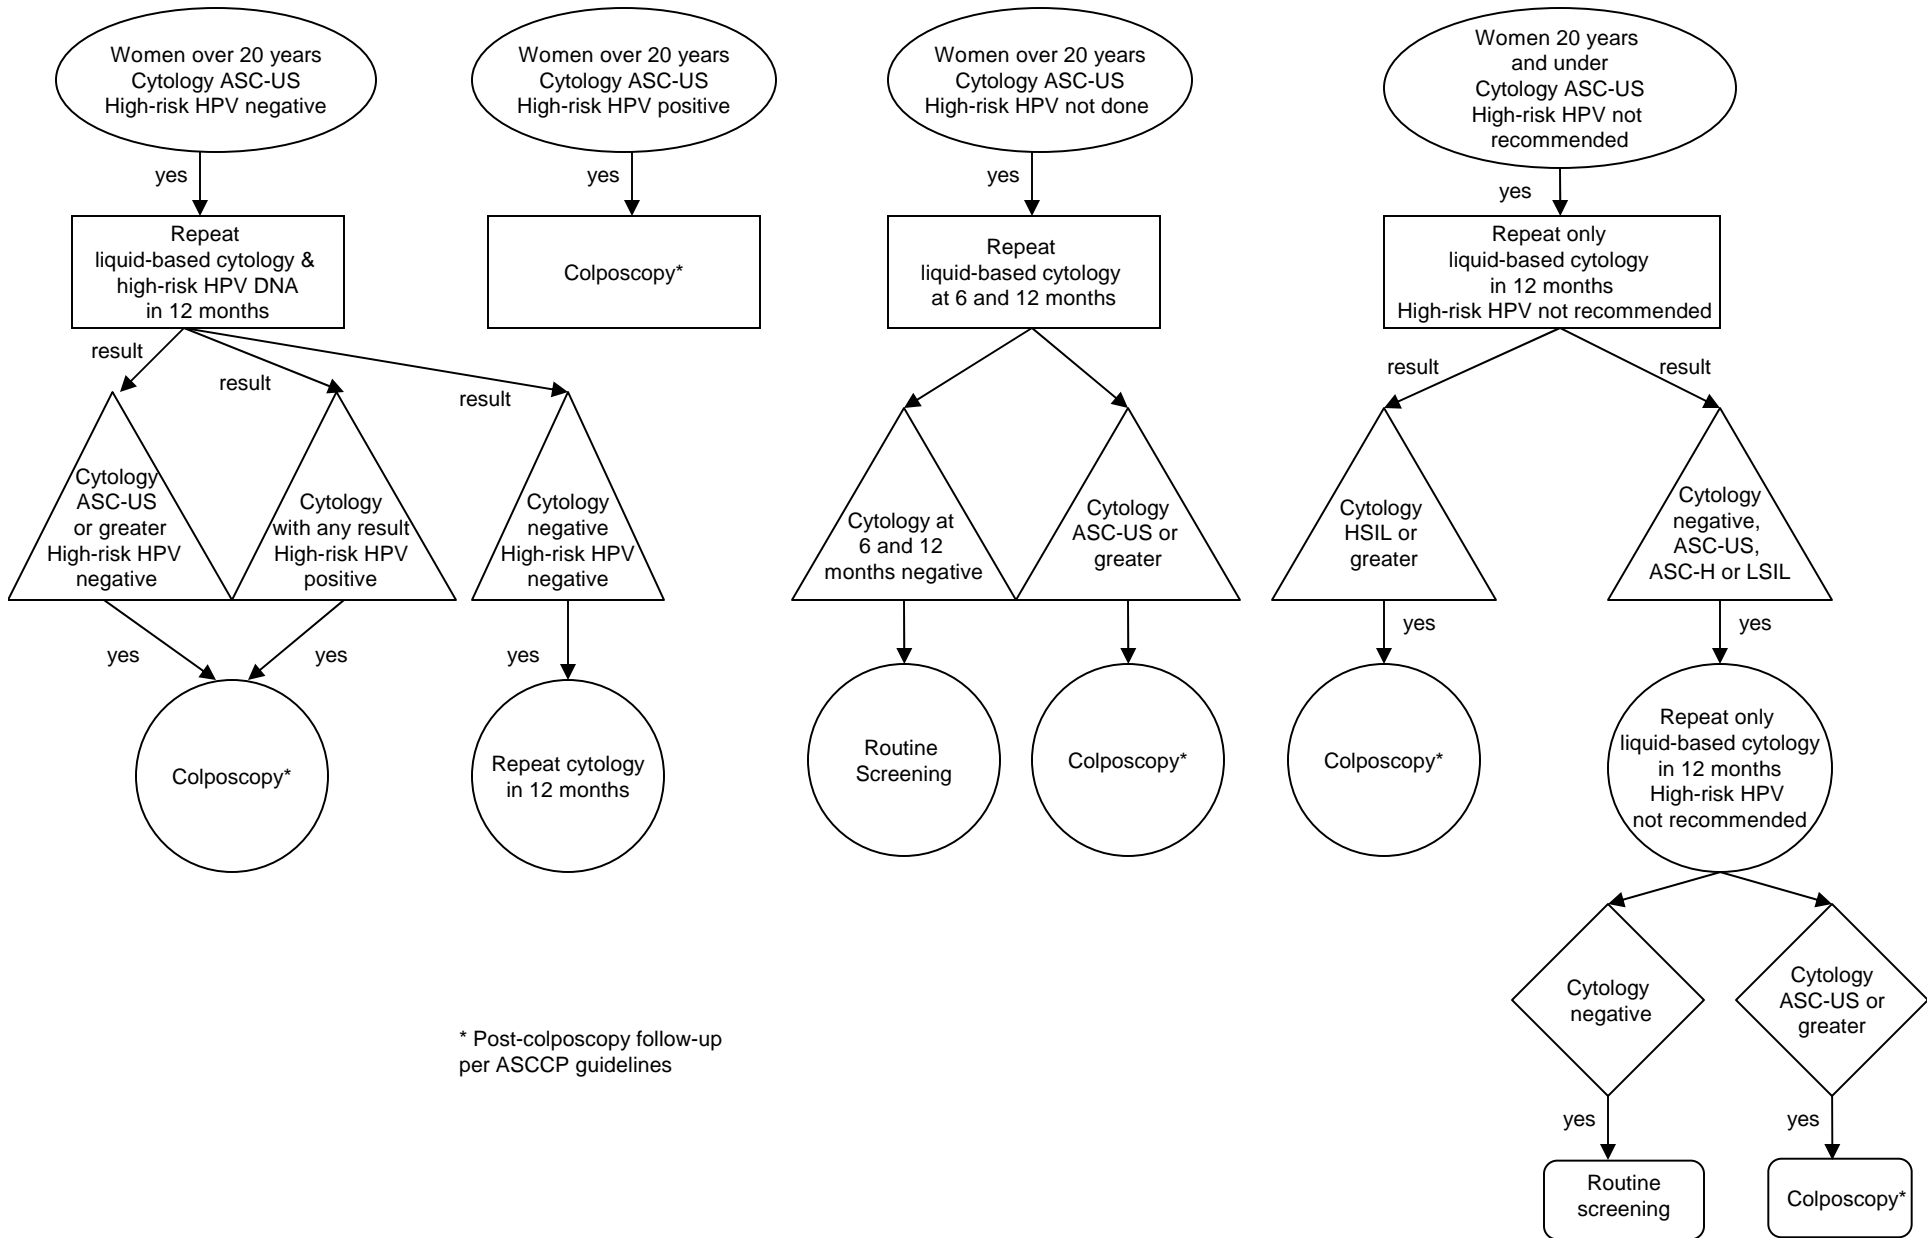 Women over 20 years
Cytology ASC-US
High-risk HPV negative
yes
Repeat
liquid-based cytology &
high-risk HPV DNA
in 12 months
result
result
result
Cytology
ASC-US
or greater
High-risk HPV
negative
Cytology
with any result
High-risk HPV
positive
Cytology
negative
High-risk HPV
negative
yes
yes
yes
Colposcopy*
Repeat cytology
in 12 months
Women over 20 years
Cytology ASC-US
High-risk HPV positive
yes
Colposcopy*
Women over 20 years
Cytology ASC-US
High-risk HPV not done
yes
Repeat
liquid-based cytology
at 6 and 12 months
Cytology at
6 and 12
months negative
Cytology
ASC-US or
greater
Routine
Screening
Colposcopy*
Women 20 years
and under
Cytology ASC-US
High-risk HPV not
recommended
yes
Repeat only
liquid-based cytology
in 12 months
High-risk HPV not recommended
result
result
Cytology
HSIL or
greater
Cytology
negative,
ASC-US,
ASC-H or LSIL
yes
yes
Colposcopy*
Repeat only
liquid-based cytology
in 12 months
High-risk HPV
not recommended
Cytology
negative
Cytology
ASC-US or
greater
yes
yes
Routine
screening
Colposcopy*
* Post-colposcopy follow-up
per ASCCP guidelines